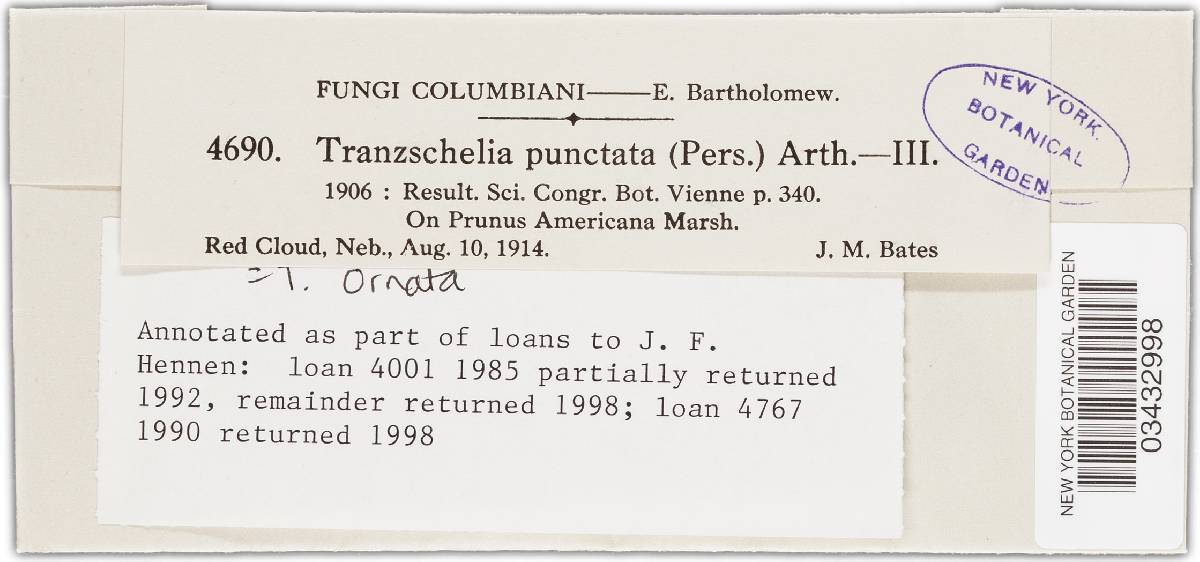 FUNGI COLUMBIANI——E. Bartholomew.
4690. Tranzschelia punctata (Pers.) Arth.—III.
1906 : Result. Sci. Congr. Bot. Vienne p. 340.
On Prunus Americana Marsh.
Red Cloud, Neb., Aug. 10, 1914. J. M. Bates
NEW YORK
BOTANICAL
GARDEN
=T. Ornata
Annotated as part of loans to J. F.
Hennen: loan 4001 1985 partially returned
1992, remainder returned 1998; loan 4767
1990 returned 1998
NEW YORK BOTANICAL GARDEN
03432998